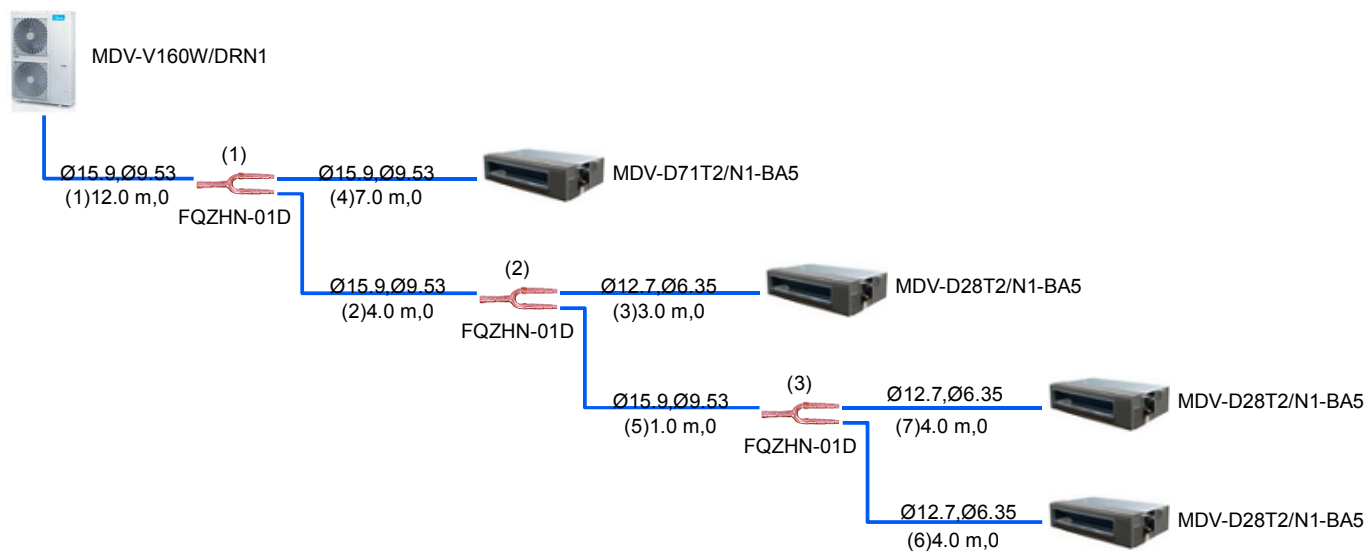 MDV-V160W/DRN1
(1)
Ø15.9,Ø9.53
(1)12.0 m,0
FQZHN-01D
Ø15.9,Ø9.53
(4)7.0 m,0
MDV-D71T2/N1-BA5
(2)
Ø15.9,Ø9.53
(2)4.0 m,0
FQZHN-01D
Ø12.7,Ø6.35
(3)3.0 m,0
MDV-D28T2/N1-BA5
(3)
Ø15.9,Ø9.53
(5)1.0 m,0
FQZHN-01D
Ø12.7,Ø6.35
(7)4.0 m,0
MDV-D28T2/N1-BA5
Ø12.7,Ø6.35
(6)4.0 m,0
MDV-D28T2/N1-BA5